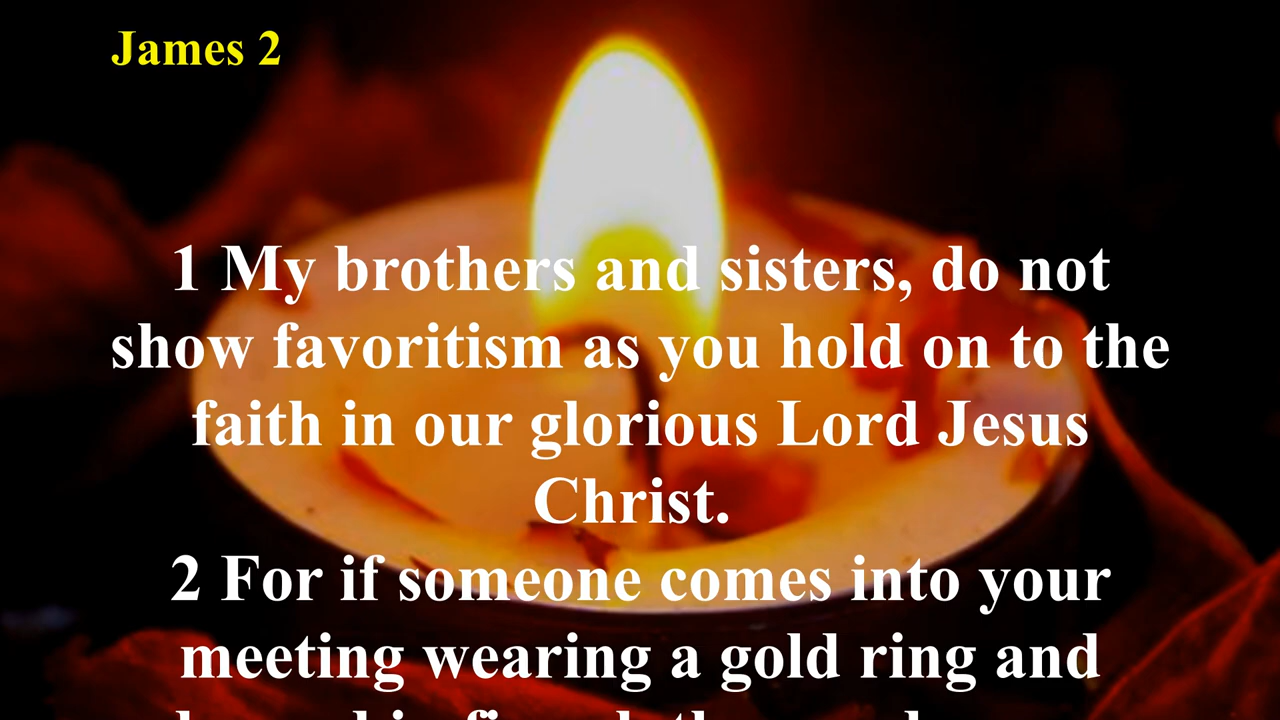 James 2
1 My brothers and sisters, do not
show favoritism as you hold on to the
faith in our glorious Lord Jesus
Christ.
2 For if someone comes into your
meeting wearing a gold ring and